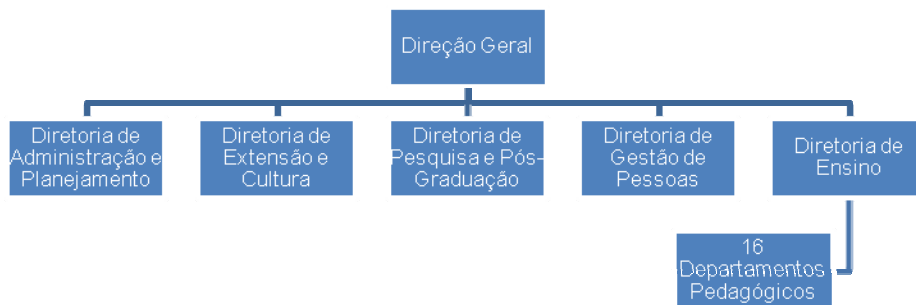 Direção Geral
Diretoria de
Administração e
Planejamento
Diretoria de
Extensão e
Cultura
Diretoria de
Pesquisa e Pós-
Graduação
Diretoria de
Gestão de
Pessoas
Diretoria de
Ensino
16
Departamentos
Pedagógicos